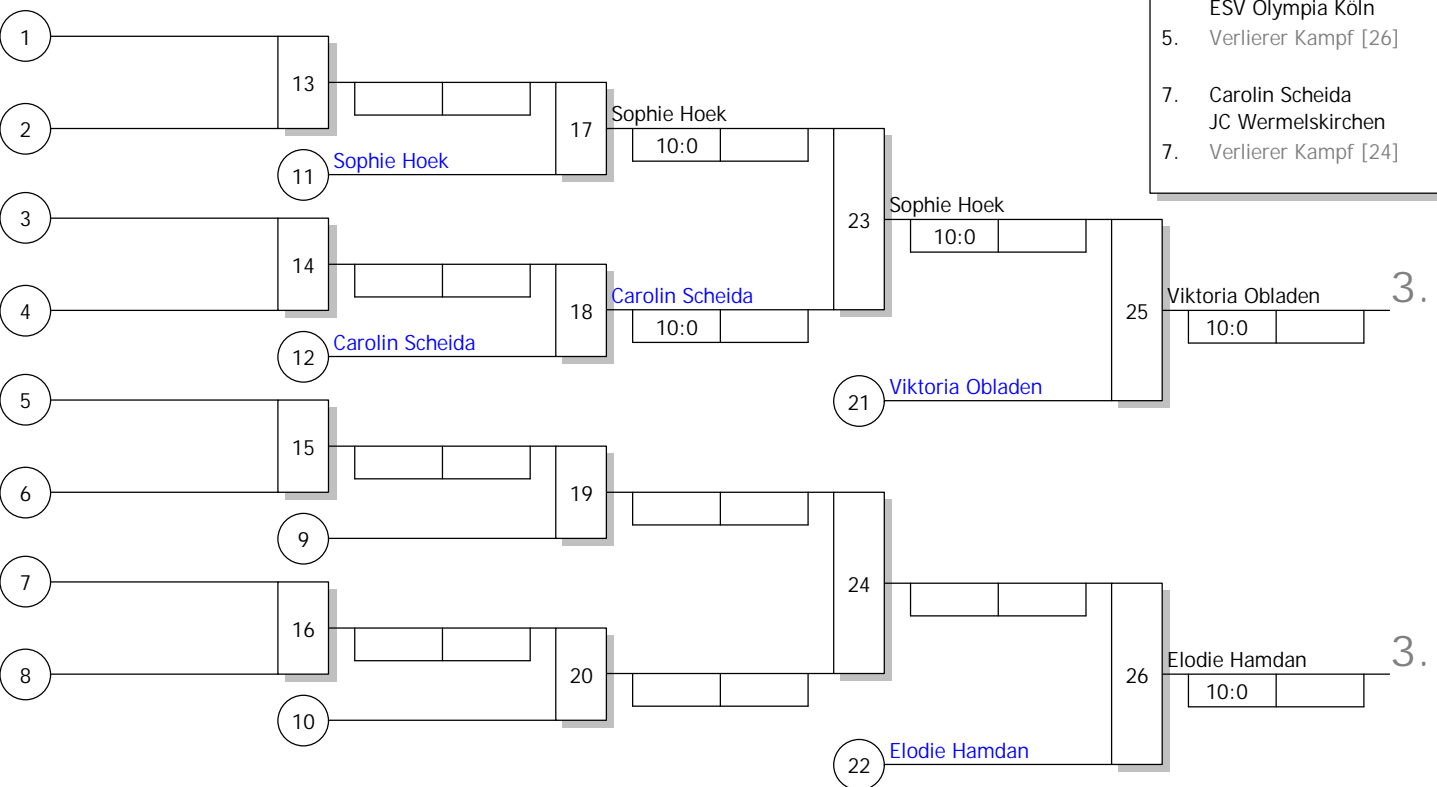 ESV Olympia Köln
5. Verlierer Kampf [26]
7. Carolin Scheida
JC Wermelskirchen
7. Verlierer Kampf [24]
1
13
2
17
Sophie Hoek
10:0
11
Sophie Hoek
3
14
4
18
Carolin Scheida
10:0
12
Carolin Scheida
23
Sophie Hoek
10:0
25
Viktoria Obladen
10:0
3.
21
Viktoria Obladen
5
15
6
19
9
7
16
8
20
10
24
26
Elodie Hamdan
10:0
3.
22
Elodie Hamdan